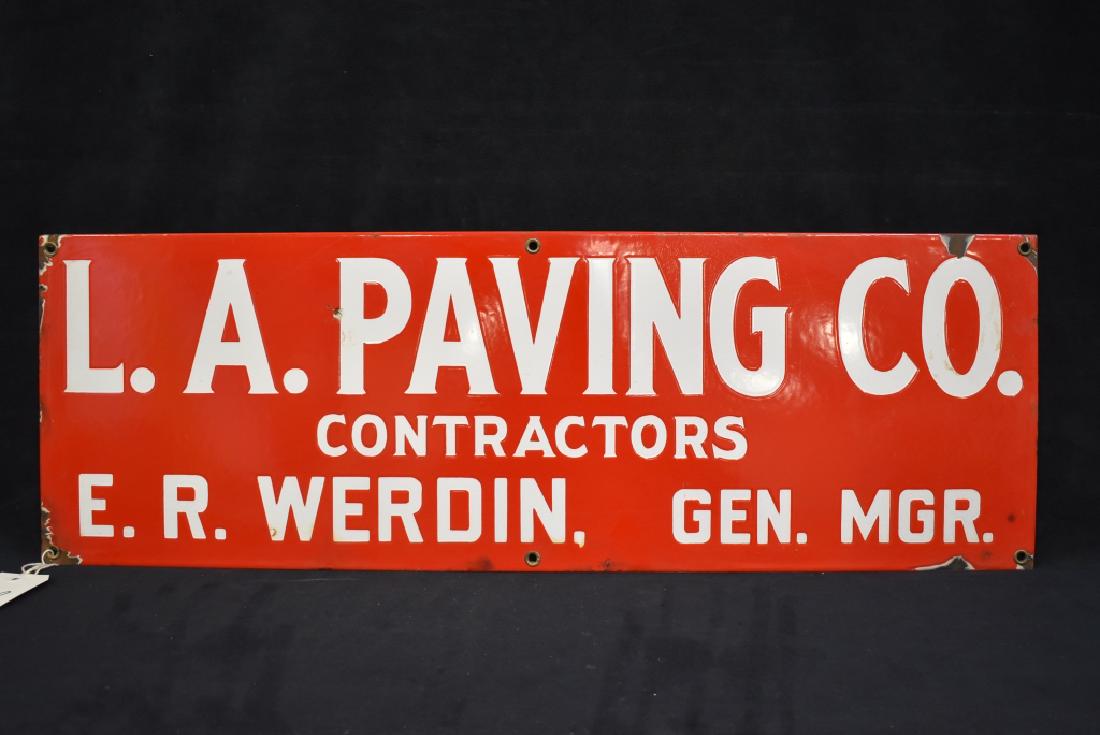 L. A. PAVING CO.
CONTRACTORS
E. R. WERDIN, GEN. MGR.